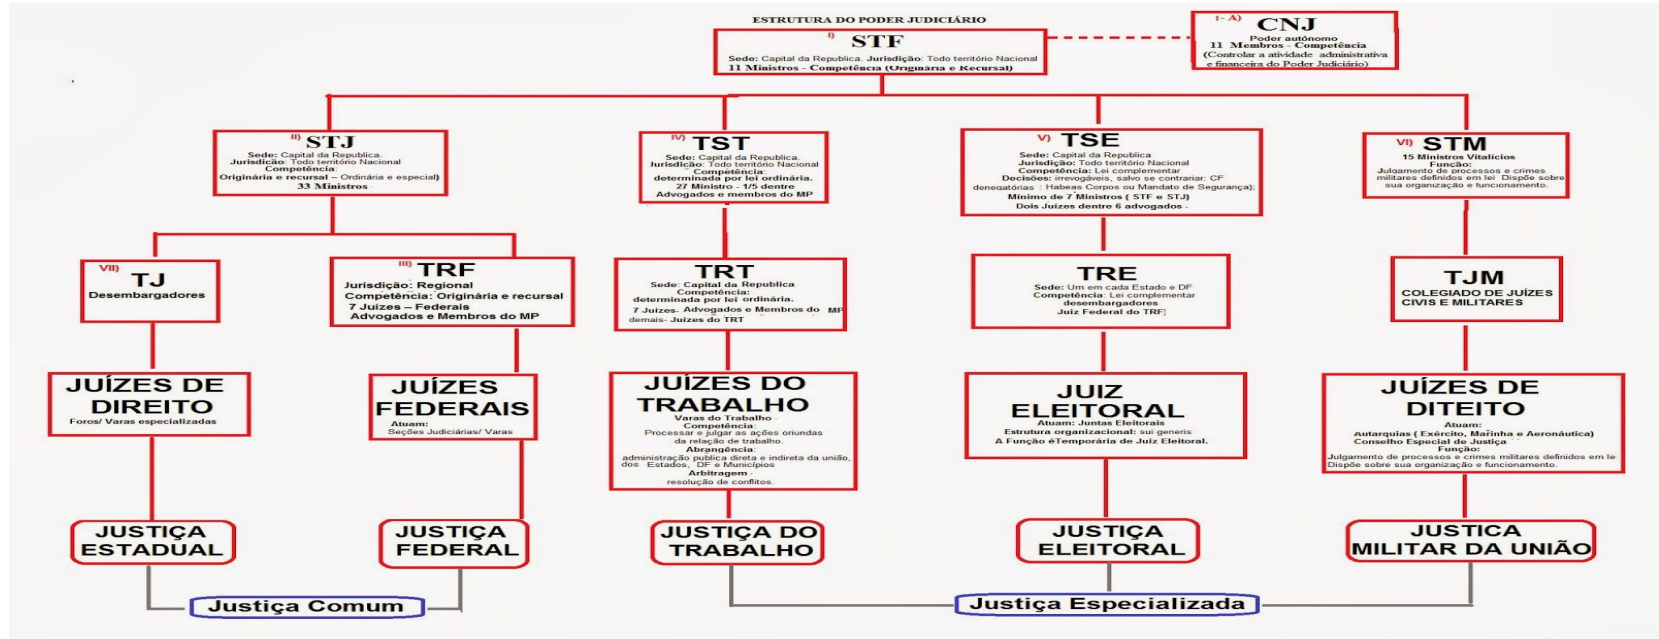 ESTRUTURA DO PODER JUDICIÁRIO
I)
STF
Sede: Capital da Republica. Jurisdição: Todo território Nacional
11 Ministros - Competência (Originária e Recursal)
I - A)
CNJ
Poder autônomo
11 Membros - Competência
(Controlar a atividade administrativa
e financeira do Poder Judiciário)
II)
STJ
Sede: Capital da Republica.
Jurisdição: Todo território Nacional
Competência:
Originária e recursal – Ordinária e especial)
33 Ministros
IV)
TST
Sede: Capital da Republica.
Jurisdição: Todo território Nacional
Competência:
determinada por lei ordinária.
27 Ministro - 1/5 dentre
Advogados e membros do MP
V)
TSE
Sede: Capital da Republica
Jurisdição: Todo território Nacional
Competência: Lei complementar
Decisões: irrevogáveis, salvo se contrariar: CF
denegatórias : Habeas Corpos ou Mandato de Segurança);
Mínimo de 7 Ministros ( STF e STJ)
Dois Juízes dentre 6 advogados -
VI)
STM
15 Ministros Vitalícios
Função:
Julgamento de processos e crimes
militares definidos em lei Dispõe sobre
sua organização e funcionamento.
VII)
TJ
Desembargadores
III)
TRF
Jurisdição: Regional
Competência: Originária e recursal
7 Juízes – Federais
Advogados e Membros do MP
TRT
Sede: Capital da Republica
Competência:
determinada por lei ordinária.
7 Juízes- Advogados e Membros do MP
demais- Juízes do TRT
TRE
Sede: Um em cada Estado e DF
Competência: Lei complementar
desembargadores
Juiz Federal do TRF;
TJM
COLEGIADO DE JUÍZES
CIVIS E MILITARES
JUÍZES DE
DIREITO
Foros/ Varas especializadas
JUÍZES
FEDERAIS
Atuam:
Seções Judiciárias/ Varas
JUÍZES DO
TRABALHO
Varas do Trabalho
Competência:
Processar e julgar as ações oriundas
da relação de trabalho.
Abrangência:
administração publica direta e indireta da união,
dos Estados, DF e Municípios
Arbitragem -
resolução de conflitos.
JUIZ
ELEITORAL
Atuam: Juntas Eleitorais
Estrutura organizacional: sui generis
A Função éTemporária de Juiz Eleitoral.
JUÍZES DE
DITEITO
Atuam:
Autarquias ( Exército, Marinha e Aeronáutica)
Conselho Especial de Justiça
Função:
Julgamento de processos e crimes militares definidos em le
Dispõe sobre sua organização e funcionamento.
JUSTIÇA
ESTADUAL
JUSTIÇA
FEDERAL
JUSTIÇA DO
TRABALHO
JUSTIÇA
ELEITORAL
JUSTICA
MILITAR DA UNIÃO
Justiça Comum
Justiça Especializada